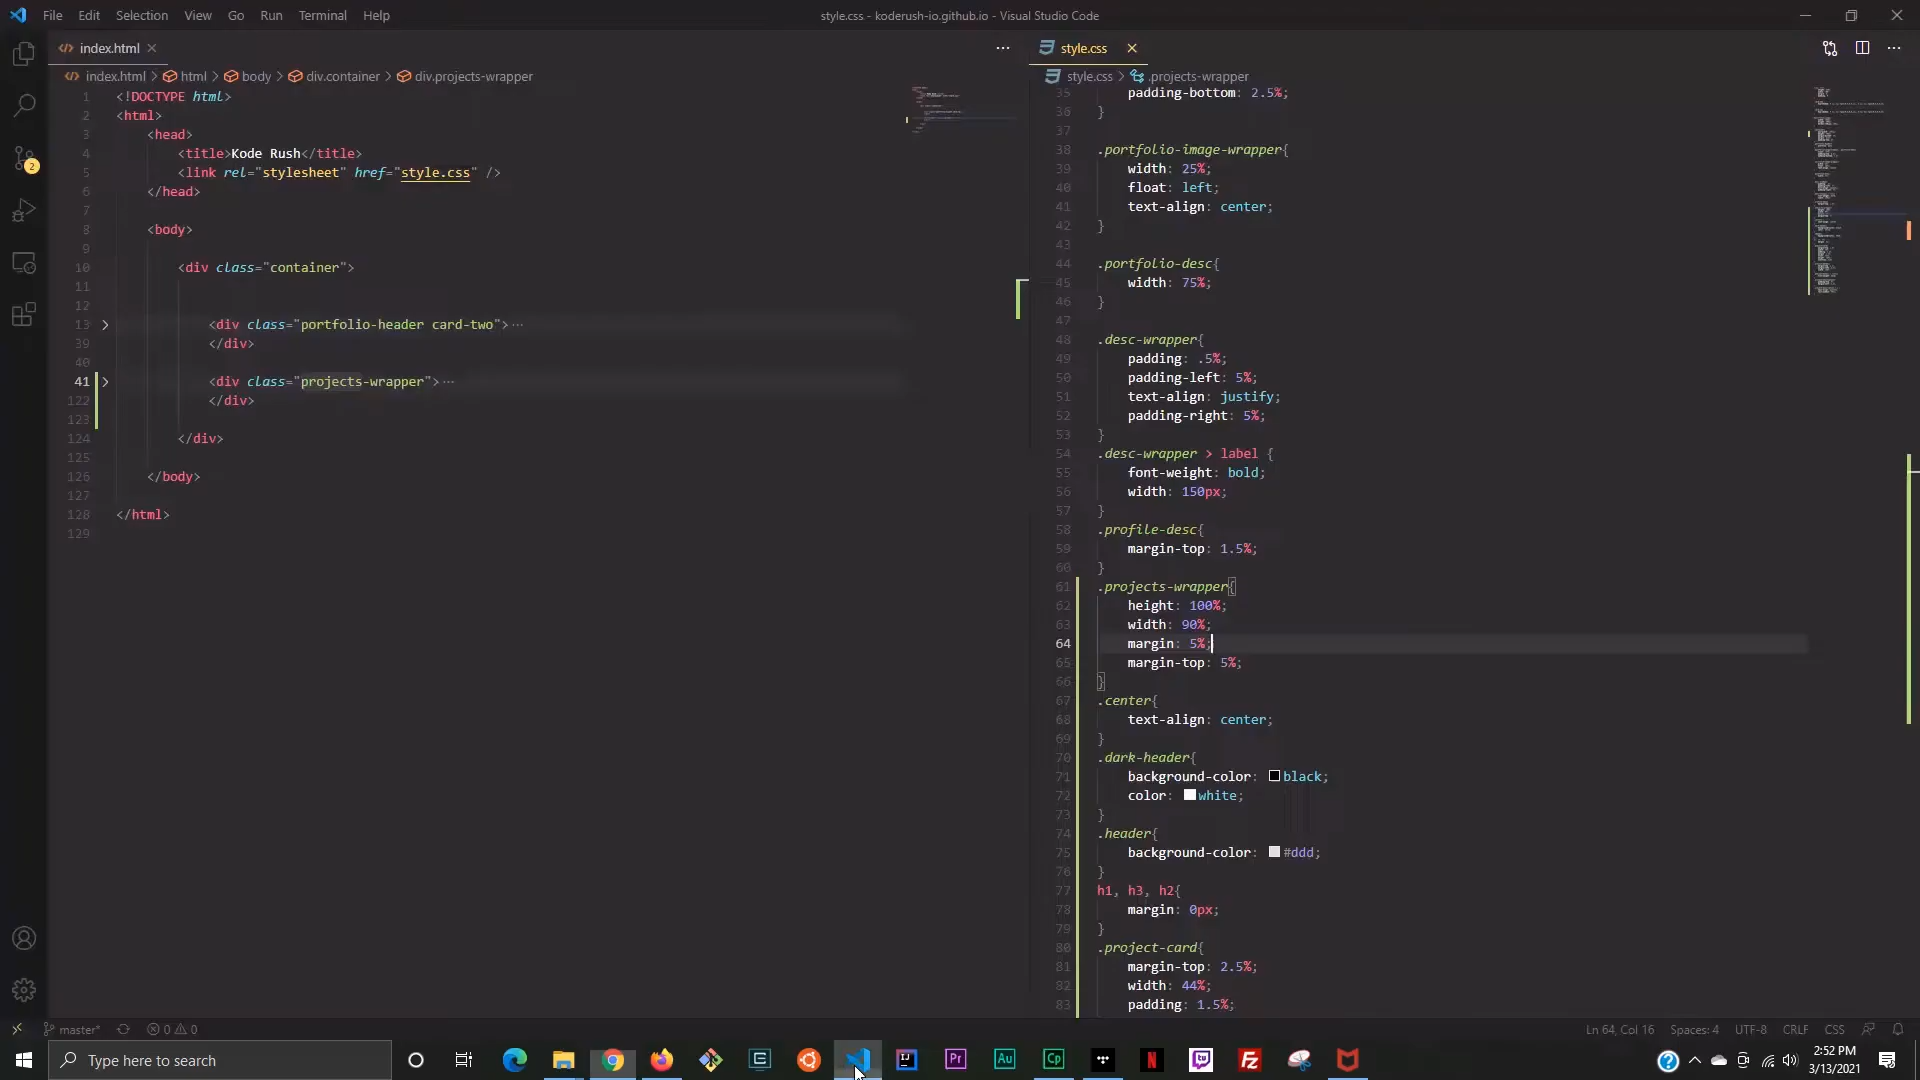 File Edit Selection View Go Run Terminal Help
style.css - koderush-io.github.io - Visual Studio Code
index.html
index.html > html > body > div.container > div.projects-wrapper
1 <!DOCTYPE html>
2 <html>
3 <head>
4 <title>Kode Rush</title>
5 <link rel="stylesheet" href="style.css" />
6 </head>
7
8 <body>
9
10 <div class="container">
11
12
13 <div class="portfolio-header card-two"> ...
39 </div>
40
41 <div class="projects-wrapper"> ...
122 </div>
123
124 </div>
125
126 </body>
127
128 </html>
129
style.css
style.css > .projects-wrapper
35 padding-bottom: 2.5%;
36 }
37
38 .portfolio-image-wrapper{
39 width: 25%;
40 float: left;
41 text-align: center;
42 }
43
44 .portfolio-desc{
45 width: 75%;
46 }
47
48 .desc-wrapper{
49 padding: .5%;
50 padding-left: 5%;
51 text-align: justify;
52 padding-right: 5%;
53 }
54 .desc-wrapper > label {
55 font-weight: bold;
56 width: 150px;
57 }
58 .profile-desc{
59 margin-top: 1.5%;
60 }
61 .projects-wrapper{
62 height: 100%;
63 width: 90%;
64 margin: 5%;
65 margin-top: 5%;
66 }
67 .center{
68 text-align: center;
69 }
70 .dark-header{
71 background-color: black;
72 color: white;
73 }
74 .header{
75 background-color: #ddd;
76 }
77 h1, h3, h2{
78 margin: 0px;
79 }
80 .project-card{
81 margin-top: 2.5%;
82 width: 44%;
83 padding: 1.5%;
2
master* 0 0
Ln 64, Col 16 Spaces: 4 UTF-8 CRLF CSS
Type here to search
IJ Pr Au Cp N Fz
2:52 PM
3/13/2021